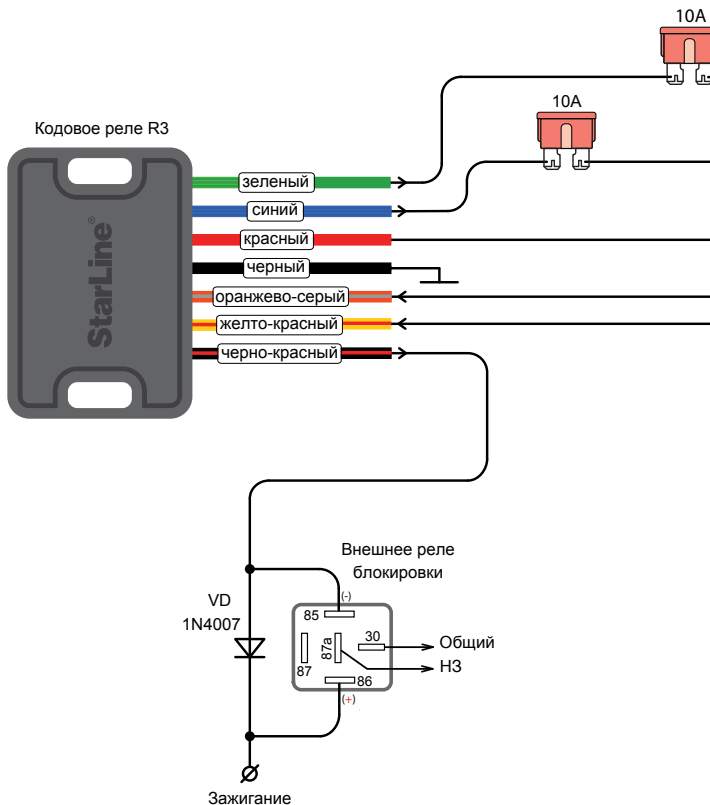 10A
10A
Кодовое реле R3
зеленый
синий
красный
черный
оранжево-серый
желто-красный
черно-красный
StarLine®
Внешнее реле
блокировки
VD
1N4007
(-)
85
30
Общий
87a
87
НЗ
86
(+)
Зажигание